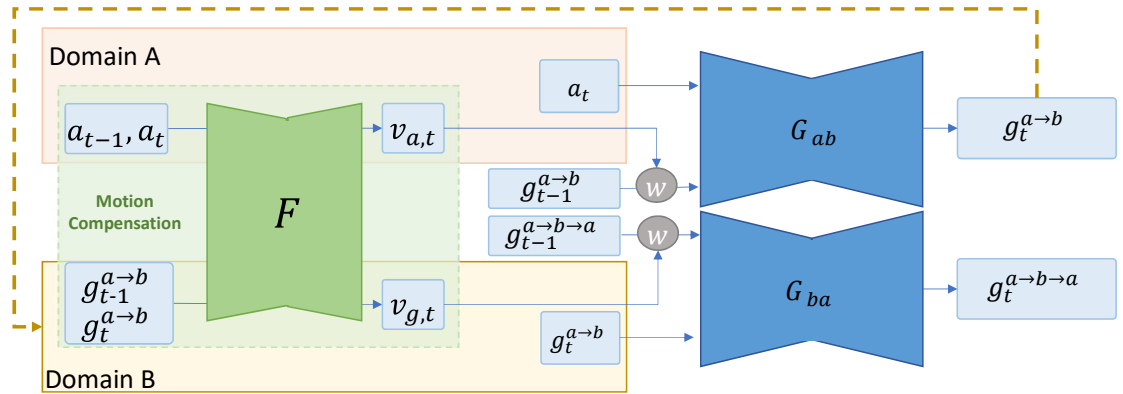 Domain A
a_{t-1}, a_t
v_{a,t}
a_t
G_{ab}
g_t^{a→b}
F
Motion
Compensation
g_{t-1}^{a→b}
w
g_{t-1}^{a→b→a}
w
g_{t-1}^{a→b}
g_t^{a→b}
v_{g,t}
g_t^{a→b}
G_{ba}
g_t^{a→b→a}
Domain B